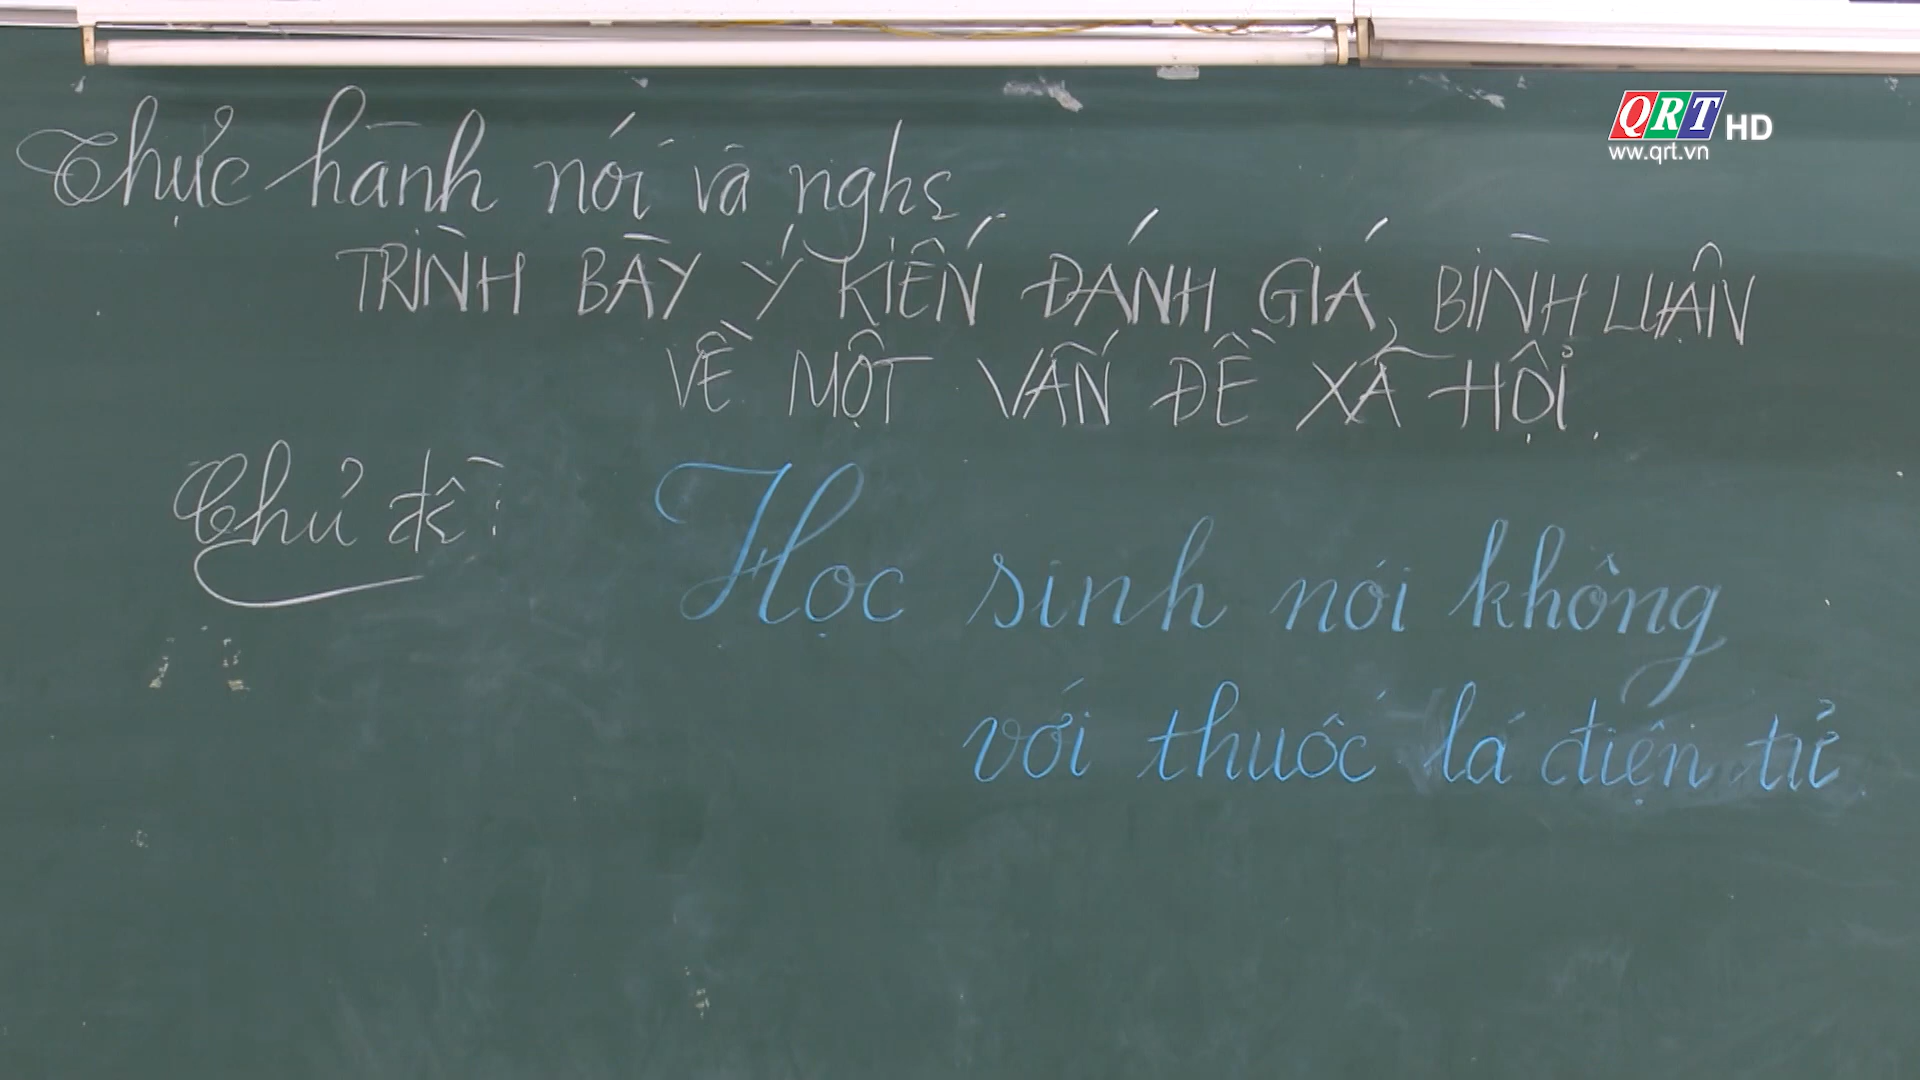 QRT HD
ww.qrt.vn
Thực hành nói và nghe
TRÌNH BÀY Ý KIẾN ĐÁNH GIÁ, BÌNH LUẬN
VỀ MỘT VẤN ĐỀ XÃ HỘI.
Chủ đề:
Học sinh nói không
với thuốc lá điện tử